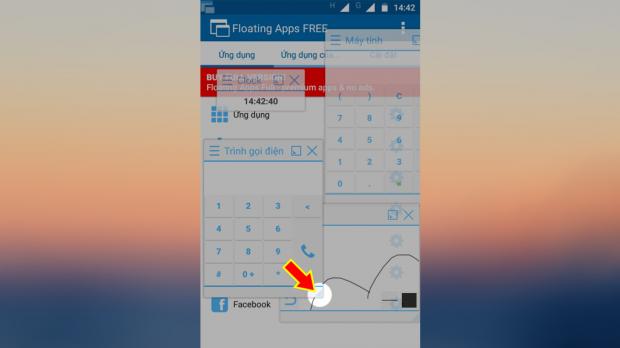 H G 14:42
Floating Apps FREE
Ứng dụng Ứng dụng của... Cài đặt
Máy tính
Clock
Floating Apps Full - premium apps & no ads.
14:42:40
Ứng dụng
( ) C
7 8 9
4 5 6
1 2 3
0 .
Trình gọi điện
1 2 3 <
4 5 6
7 8 9
# 0+ *
Facebook